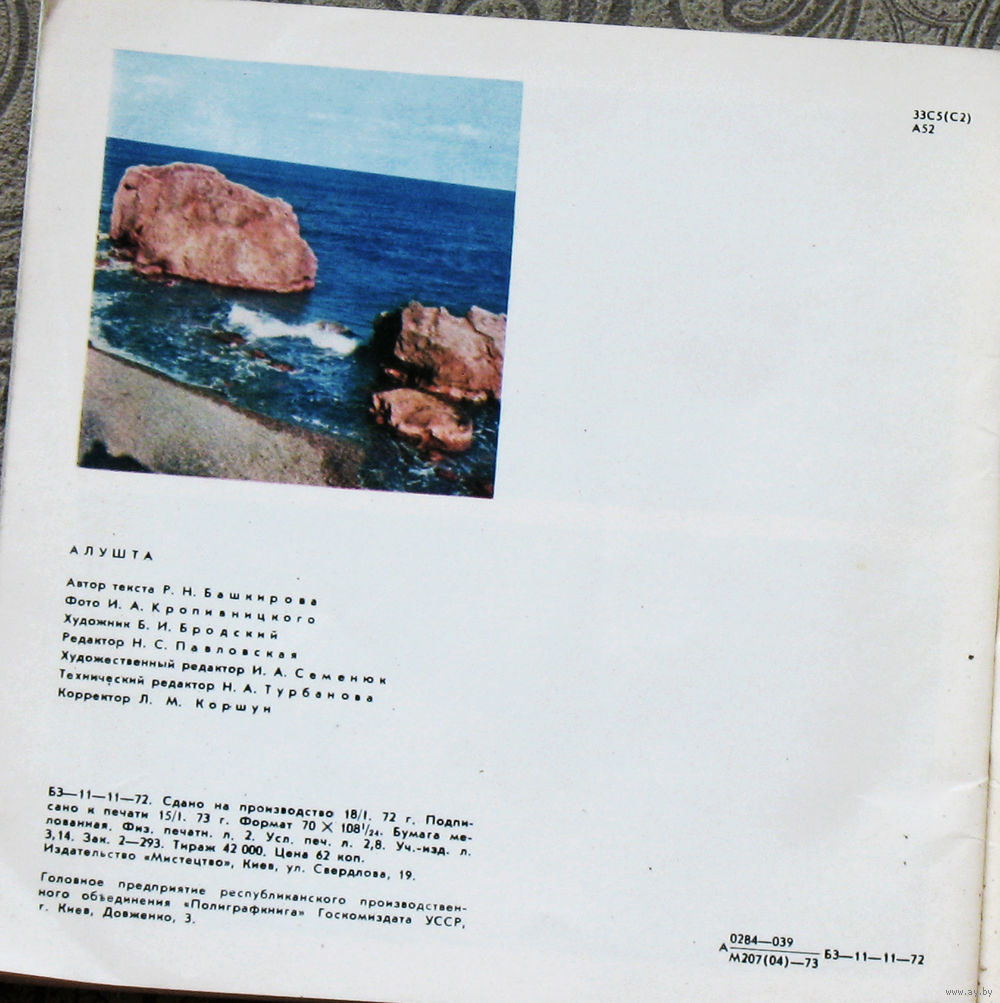 33С5(С2)
А52
АЛУШТА
Автор текста Р. Н. Башкирова
Фото И. А. Кропивницкого
Художник Б. И. Бродский
Редактор Н. С. Павловская
Художественный редактор И. А. Семенюк
Технический редактор Н. А. Турбанова
Корректор Л. М. Коршун
БЗ—11—11—72. Сдано на производство 18/I. 72 г. Подпи-
сано к печати 15/I. 73 г. Формат 70 × 108¹/₂₄. Бумага ме-
лованная. Физ. печатн. л. 2. Усл. печ. л. 2,8. Уч.-изд. л.
3,14. Зак. 2—293. Тираж 42 000. Цена 62 коп.
Издательство «Мистецтво», Киев, ул. Свердлова, 19.
Головное предприятие республиканского производствен-
ного объединения «Полиграфкнига» Госкомиздата УССР,
г. Киев, Довженко, 3.
0284—039
А БЗ—11—11—72
М207(04)—73
www.ay.by